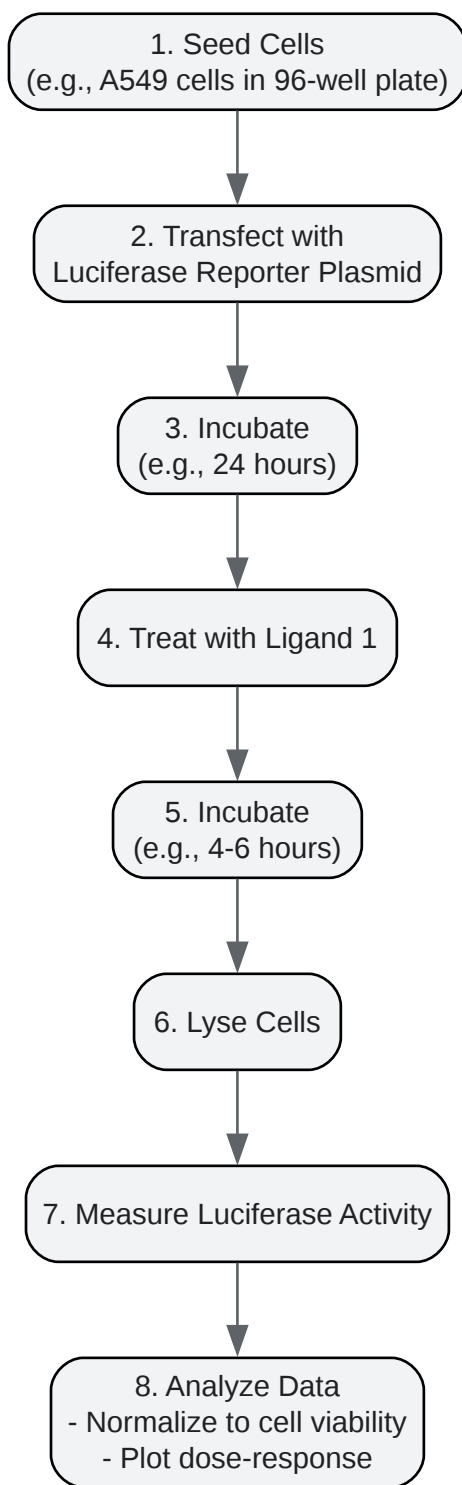 1. Seed Cells
(e.g., A549 cells in 96-well plate)
2. Transfect with
Luciferase Reporter Plasmid
3. Incubate
(e.g., 24 hours)
4. Treat with Ligand 1
5. Incubate
(e.g., 4-6 hours)
6. Lyse Cells
7. Measure Luciferase Activity
8. Analyze Data
- Normalize to cell viability
- Plot dose-response